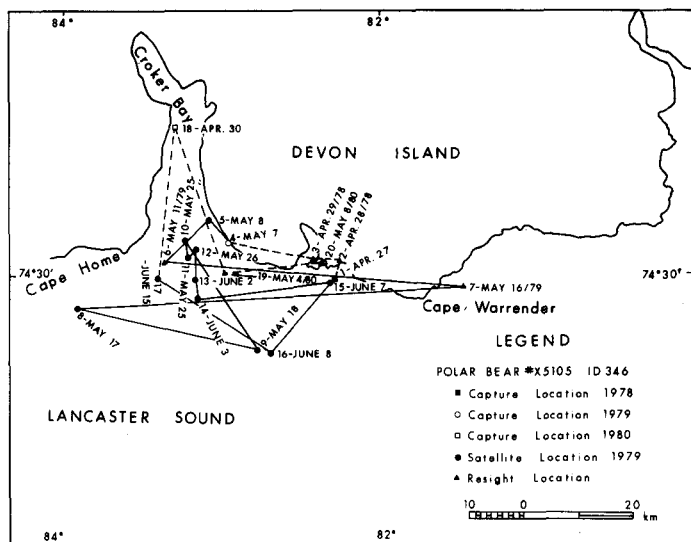 84°
82°
Croker Bay
18-APR. 30
DEVON ISLAND
9-MAY 11/79
10-MAY 25
5-MAY 8
4-MAY 7
3-APR. 29/78
20-MAY 8/80
2-APR. 28/78
1-APR. 27
12-MAY 26
74°30'
Cape Home
-JUNE 15
17
11-MAY 25
13-JUNE 2
19-MAY 4/80
15-JUNE 7
7-MAY 16/79
74°30'
Cape Warrender
8-MAY 17
14-JUNE 3
9-MAY 18
16-JUNE 8
LEGEND
POLAR BEAR #X5105 ID 346
Capture Location 1978
Capture Location 1979
Capture Location 1980
Satellite Location 1979
Resight Location
LANCASTER SOUND
10 0 20
km
84°
82°